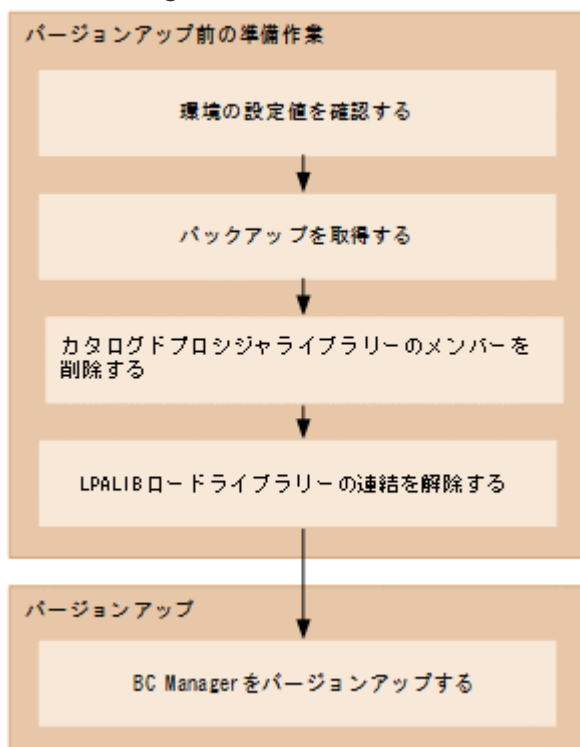 バージョンアップ前の準備作業
環境の設定値を確認する
バックアップを取得する
カタログドプロシジャライブラリーのメンバーを
削除する
LPALIBロードライブラリーの連結を解除する
バージョンアップ
BC Managerをバージョンアップする